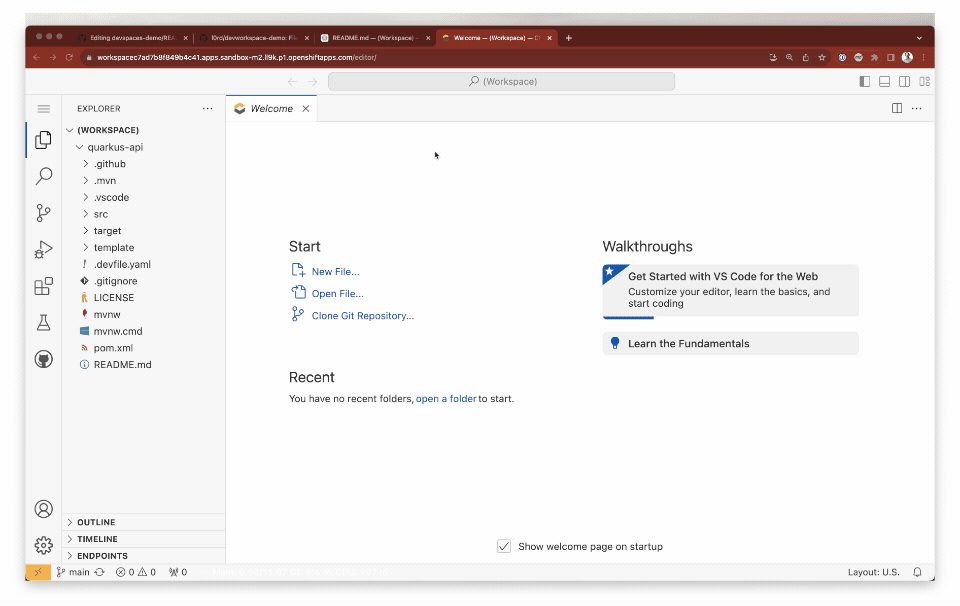 Editing devspaces-demo/REA
l0rd/devworkspace-demo: Fil
README.md — (Workspace) —
Welcome — (Workspace) — C
workspacec7ad7b8f849b4c41.apps.sandbox-m2.ll9k.p1.openshiftapps.com/editor/
(Workspace)
EXPLORER
Welcome
(WORKSPACE)
quarkus-api
.github
.mvn
.vscode
src
target
template
.devfile.yaml
.gitignore
LICENSE
mvnw
mvnw.cmd
pom.xml
README.md
Start
New File...
Open File...
Clone Git Repository...
Recent
You have no recent folders, open a folder to start.
Walkthroughs
Get Started with VS Code for the Web
Customize your editor, learn the basics, and
start coding
Learn the Fundamentals
OUTLINE
TIMELINE
ENDPOINTS
Show welcome page on startup
main 0 0 0
Layout: U.S.